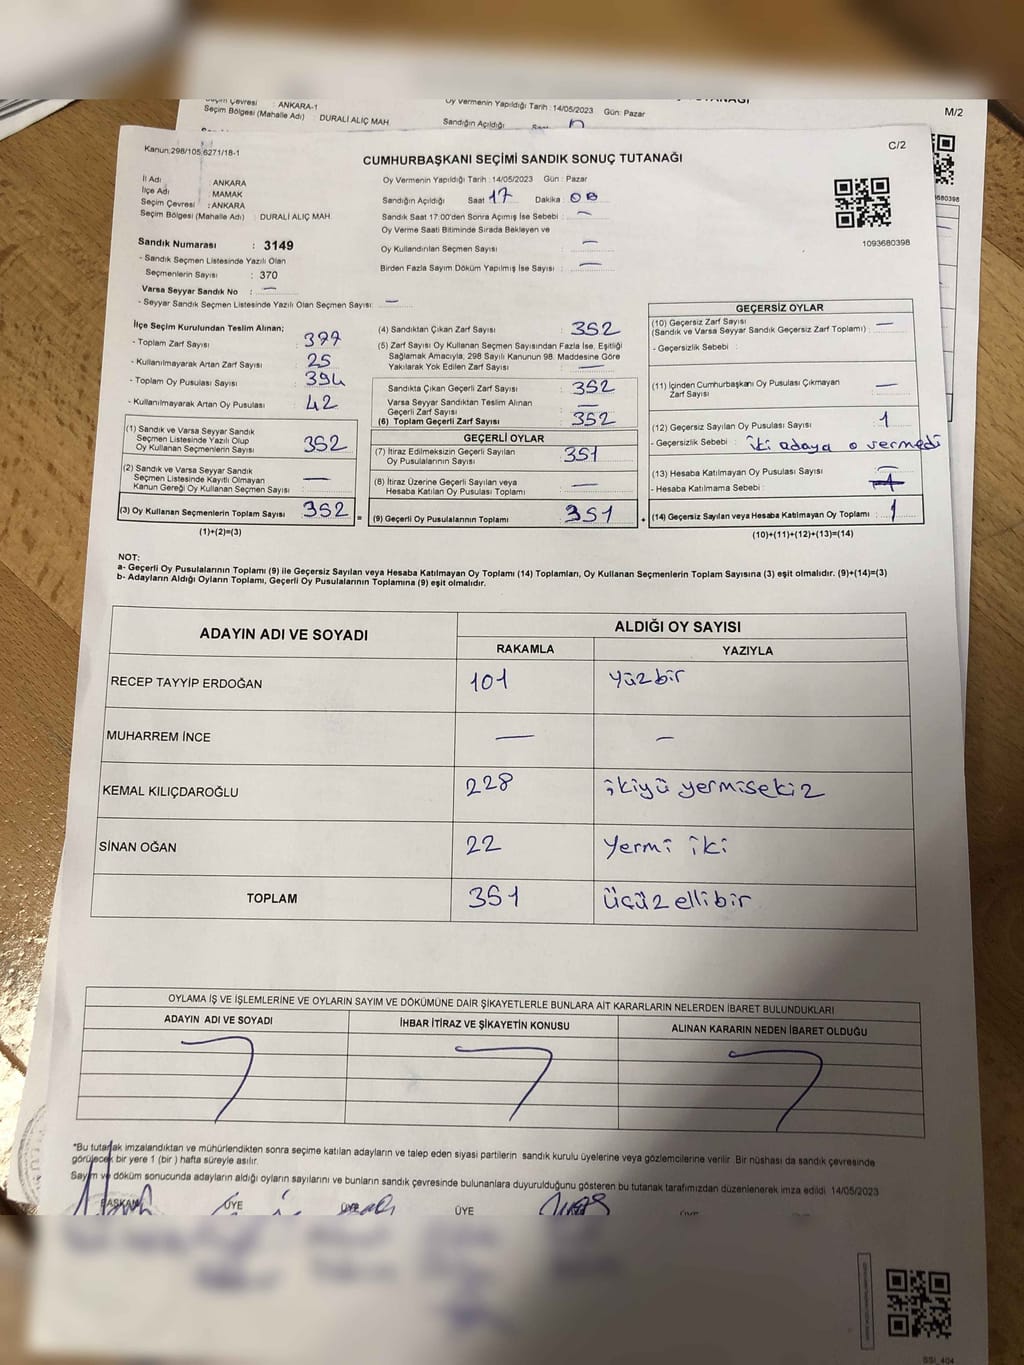 Seçim Çevresi : ANKARA-1
Seçim Bölgesi (Mahalle Adı) : DURALİ ALIÇ MAH.
Oy Vermenin Yapıldığı Tarih : 14/05/2023 Gün: Pazar
Sandığın Açıldığı
M/2
Kanun:298/105,6271/18-1
C/2
CUMHURBAŞKANI SEÇİMİ SANDIK SONUÇ TUTANAĞI
İl Adı : ANKARA
İlçe Adı : MAMAK
Seçim Çevresi : ANKARA
Seçim Bölgesi (Mahalle Adı) : DURALİ ALIÇ MAH.
Oy Vermenin Yapıldığı Tarih : 14/05/2023 Gün : Pazar
Sandığın Açıldığı Saat 17 Dakika : 08
Sandık Saat 17.00'den Sonra Açımış İse Sebebi : —
Oy Verme Saati Bitiminde Sırada Bekleyen ve
Oy Kullandırılan Seçmen Sayısı : —
Birden Fazla Sayım Döküm Yapılmış İse Sayısı : —
1093680398
Sandık Numarası : 3149
- Sandık Seçmen Listesinde Yazılı Olan
Seçmenlerin Sayısı : 370
Varsa Seyyar Sandık No : —
- Seyyar Sandık Seçmen Listesinde Yazılı Olan Seçmen Sayısı: —
İlçe Seçim Kurulundan Teslim Alınan;
- Toplam Zarf Sayısı : 377
- Kullanılmayarak Artan Zarf Sayısı : 25
- Toplam Oy Pusulası Sayısı : 394
- Kullanılmayarak Artan Oy Pusulası : 42
(1) Sandık ve Varsa Seyyar Sandık
Seçmen Listesinde Yazılı Olup
Oy Kullanan Seçmenlerin Sayısı : 352
(2) Sandık ve Varsa Seyyar Sandık
Seçmen Listesinde Kayıtlı Olmayan
Kanun Gereği Oy Kullanan Seçmen Sayısı : —
(3) Oy Kullanan Seçmenlerin Toplam Sayısı : 352
(1)+(2)=(3)
(4) Sandıktan Çıkan Zarf Sayısı : 352
(5) Zarf Sayısı Oy Kullanan Seçmen Sayısından Fazla İse, Eşitliği
Sağlamak Amacıyla, 298 Sayılı Kanunun 98. Maddesine Göre
Yakılarak Yok Edilen Zarf Sayısı : —
Sandıkta Çıkan Geçerli Zarf Sayısı : 352
Varsa Seyyar Sandıktan Teslim Alınan
Geçerli Zarf Sayısı : —
(6) Toplam Geçerli Zarf Sayısı : 352
GEÇERLİ OYLAR
(7) İtiraz Edilmeksizin Geçerli Sayılan
Oy Pusulalarının Sayısı : 351
(8) İtiraz Üzerine Geçerli Sayılan veya
Hesaba Katılan Oy Pusulaları Toplamı : —
(9) Geçerli Oy Pusulalarının Toplamı : 351
GEÇERSİZ OYLAR
(10) Geçersiz Zarf Sayısı : —
(Sandık ve Varsa Seyyar Sandık Geçersiz Zarf Toplamı)
- Geçersizlik Sebebi :
(11) İçinden Cumhurbaşkanı Oy Pusulası Çıkmayan
Zarf Sayısı : —
(12) Geçersiz Sayılan Oy Pusulası Sayısı : 1
- Geçersizlik Sebebi : iki adaya o vermedi
(13) Hesaba Katılmayan Oy Pusulası Sayısı : —
- Hesaba Katılmama Sebebi :
(14) Geçersiz Sayılan veya Hesaba Katılmayan Oy Toplamı : 1
(10)+(11)+(12)+(13)=(14)
NOT:
a- Geçerli Oy Pusulalarının Toplamı (9) ile Geçersiz Sayılan veya Hesaba Katılmayan Oy Toplamı (14) Toplamları, Oy Kullanan Seçmenlerin Toplam Sayısına (3) eşit olmalıdır. (9)+(14)=(3)
b- Adayların Aldığı Oyların Toplamı, Geçerli Oy Pusulalarının Toplamına (9) eşit olmalıdır.
ADAYIN ADI VE SOYADI ALDIĞI OY SAYISI
RAKAMLA YAZIYLA
RECEP TAYYİP ERDOĞAN 101 yüzbir
MUHARREM İNCE — —
KEMAL KILIÇDAROĞLU 228 ikiyü yermisekiz
SİNAN OĞAN 22 yermi iki
TOPLAM 351 üçüz ellibir
OYLAMA İŞ VE İŞLEMLERİNE VE OYLARIN SAYIM VE DÖKÜMÜNE DAİR ŞİKAYETLERLE BUNLARA AİT KARARLARIN NELERDEN İBARET BULUNDUKLARI
ADAYIN ADI VE SOYADI İHBAR İTİRAZ VE ŞİKAYETİN KONUSU ALINAN KARARIN NEDEN İBARET OLDUĞU
*Bu tutanak imzalandıktan ve mühürlendikten sonra seçime katılan adayların ve talep eden siyasi partilerin sandık kurulu üyelerine veya gözlemcilerine verilir. Bir nüshası da sandık çevresinde
görülecek bir yere 1 (bir) hafta süreyle asılır.
Sayım ve döküm sonucunda adayların aldığı oyların sayılarını ve bunların sandık çevresinde bulunanlara duyurulduğunu gösteren bu tutanak tarafımızdan düzenlenerek imza edildi. 14/05/2023
BAŞKAN ÜYE ÜYE ÜYE